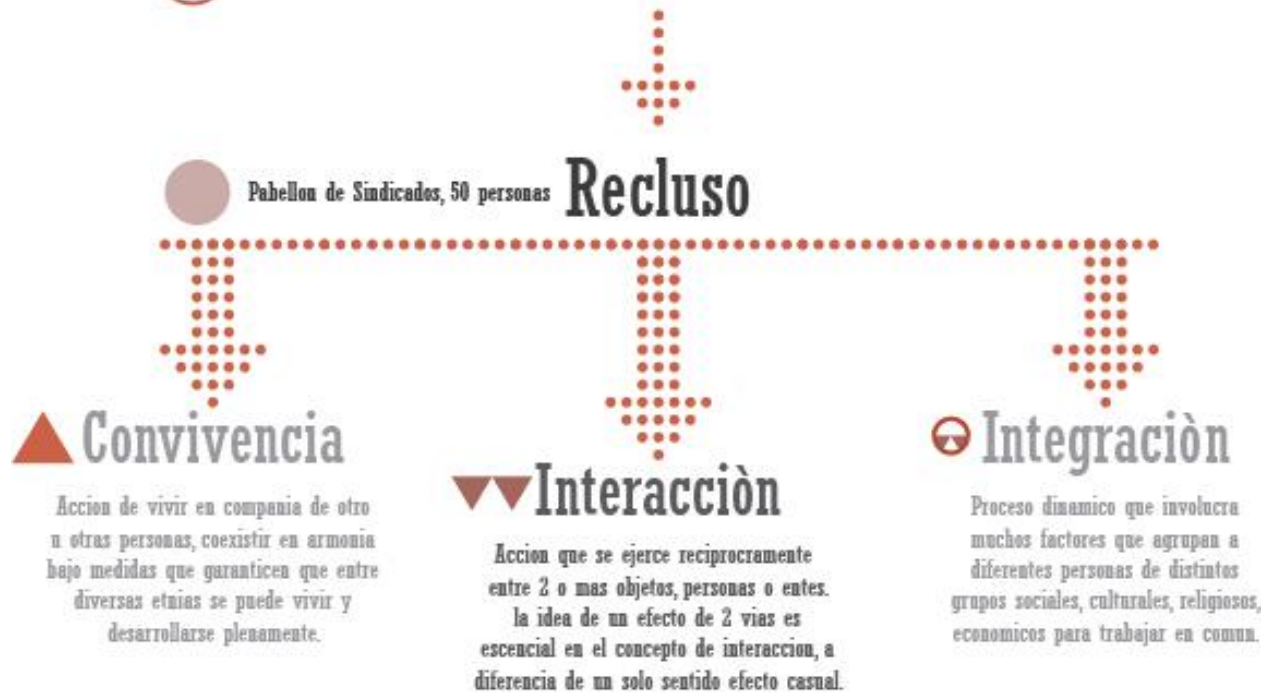 Pabellon de Sindicados, 50 personas
Recluso
Convivencia
Accion de vivir en compania de otro
u otras personas, coexistir en armonia
bajo medidas que garanticen que entre
diversas etnias se puede vivir y
desarrollarse plenamente.
Interacciòn
Accion que se ejerce reciprocramente
entre 2 o mas objetos, personas o entes.
la idea de un efecto de 2 vias es
escencial en el concepto de interaccion, a
diferencia de un solo sentido efecto casual.
Integraciòn
Proceso dinamico que involucra
muchos factores que agrupan a
diferentes personas de distintos
grupos sociales, culturales, religiosos,
economicos para trabajar en comun.